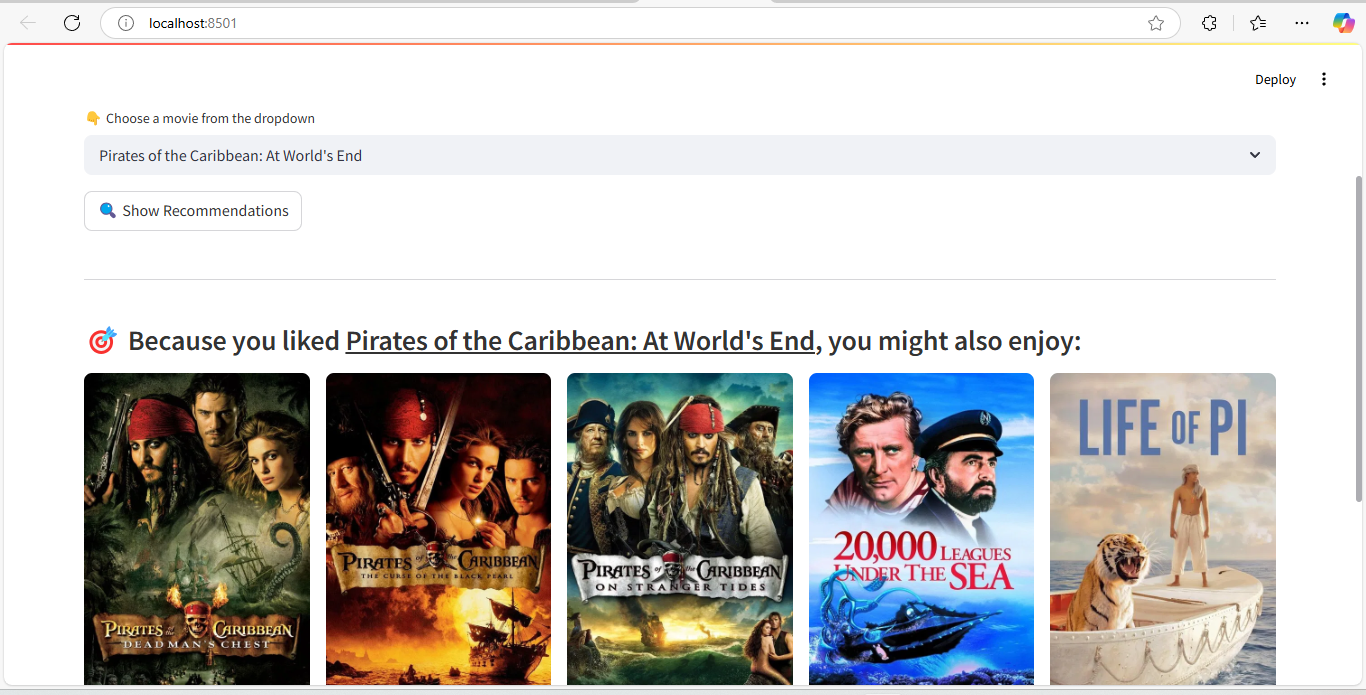 localhost:8501
Deploy
👇 Choose a movie from the dropdown
Pirates of the Caribbean: At World's End
🔍 Show Recommendations
🎯 Because you liked Pirates of the Caribbean: At World's End, you might also enjoy:
PIRATES of the CARIBBEAN
DEAD MAN'S CHEST
PIRATES of the CARIBBEAN
THE CURSE OF THE BLACK PEARL
PIRATES of the CARIBBEAN
ON STRANGER TIDES
20,000 LEAGUES
UNDER THE SEA
LIFE OF PI